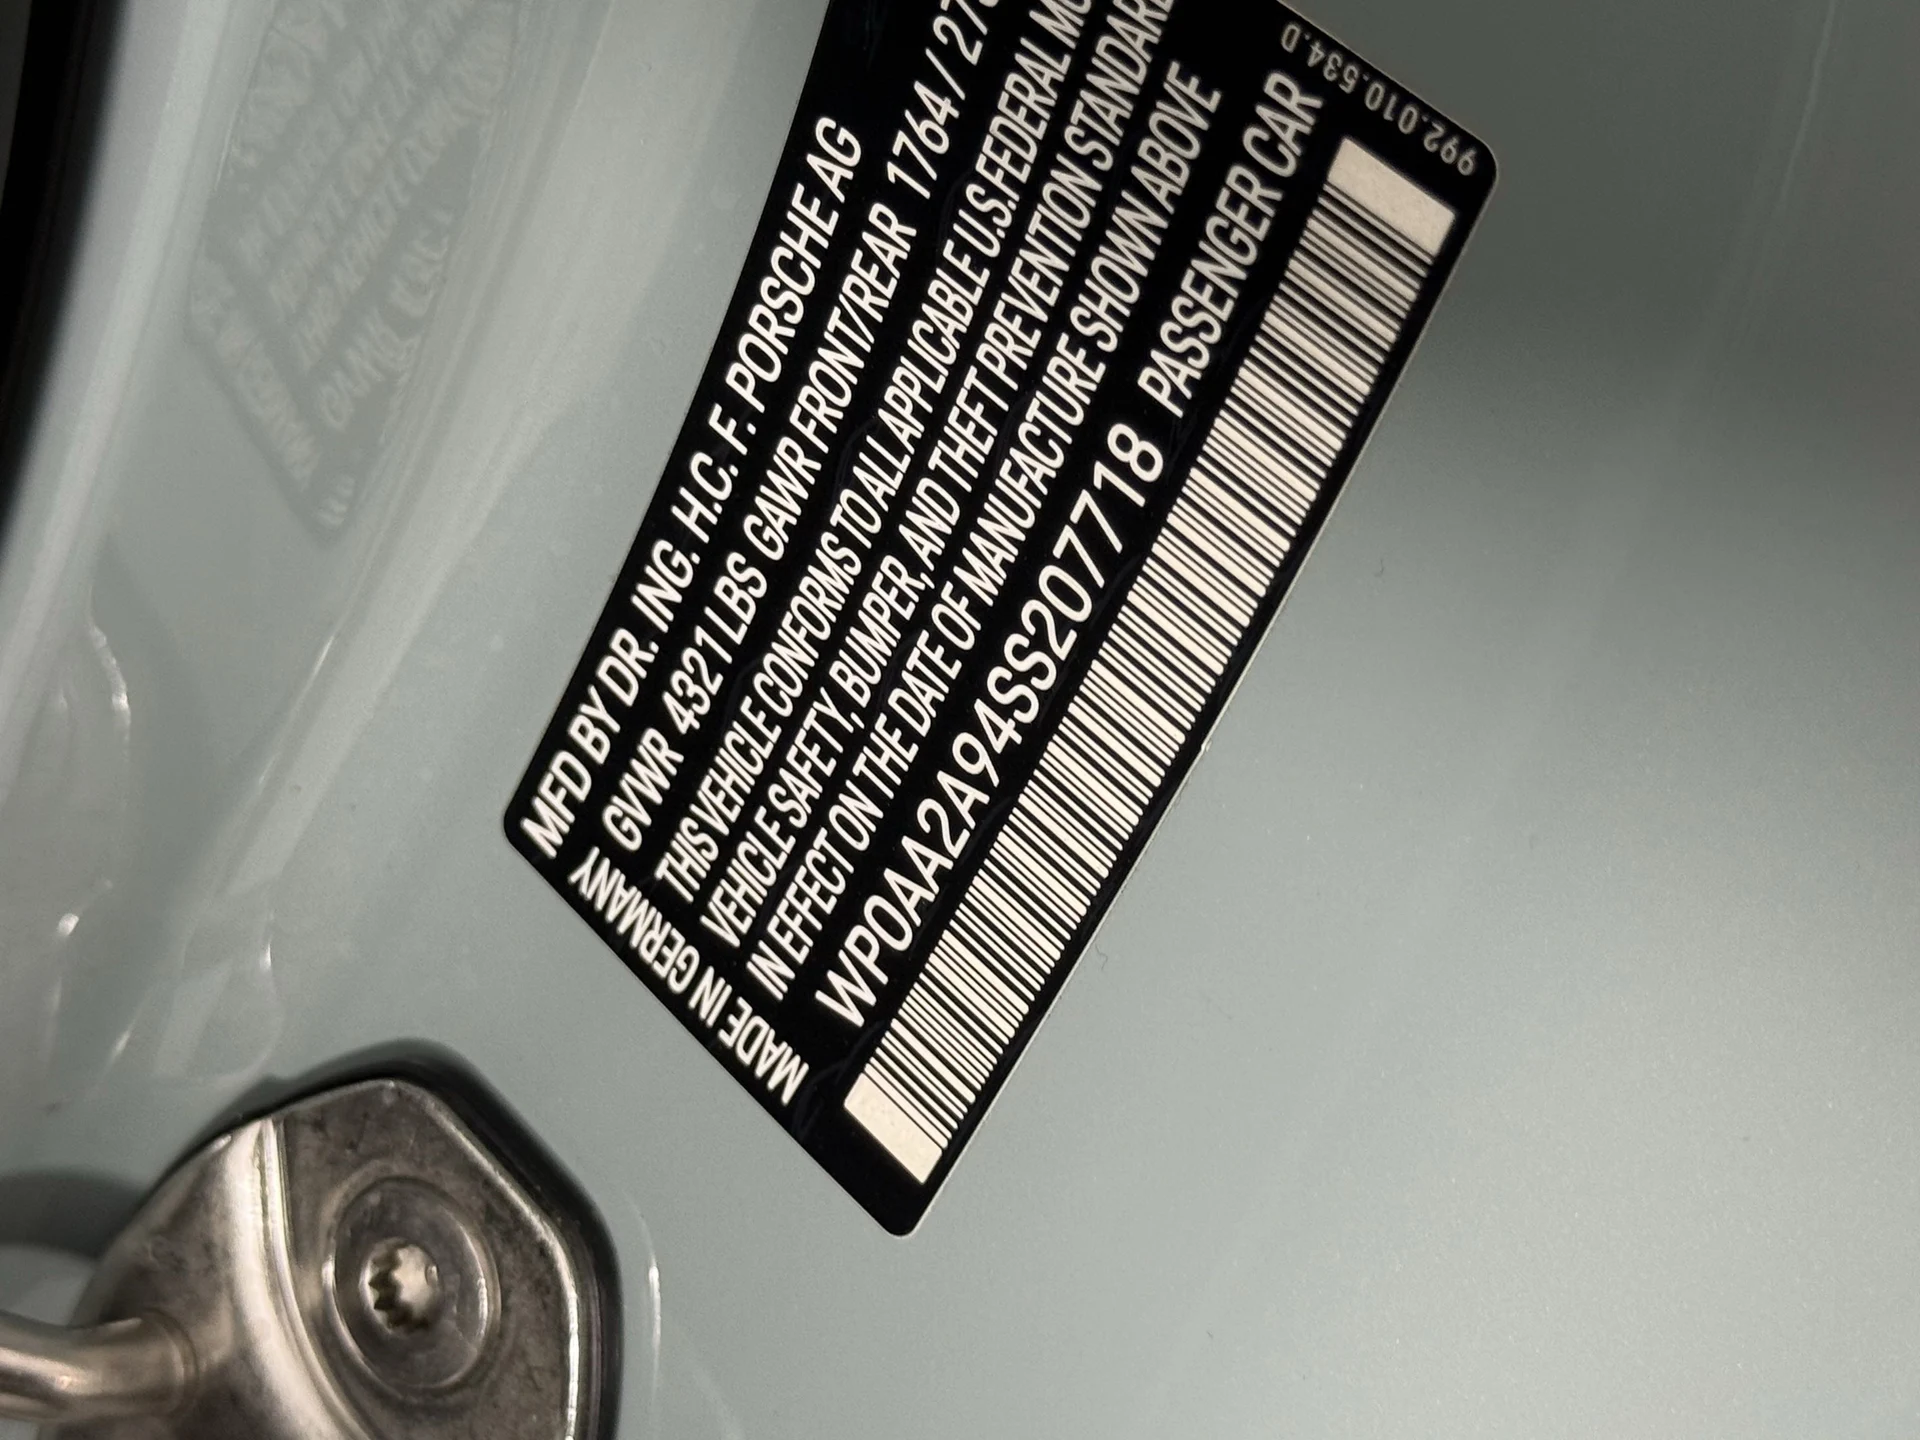 MFD BY DR. ING. H.C. F. PORSCHE AG
GVWR 4321 LBS GAWR FRONT/REAR 1764 /
THIS VEHICLE CONFORMS TO ALL APPLICABLE U.S. FEDERAL
VEHICLE SAFETY, BUMPER, AND THEFT PREVENTION
IN EFFECT ON THE DATE OF MANUFACTURE SHOWN ABOVE
WP0AA2A94SS207718 PASSENGER CAR
MADE IN GERMANY
992.010.534.D